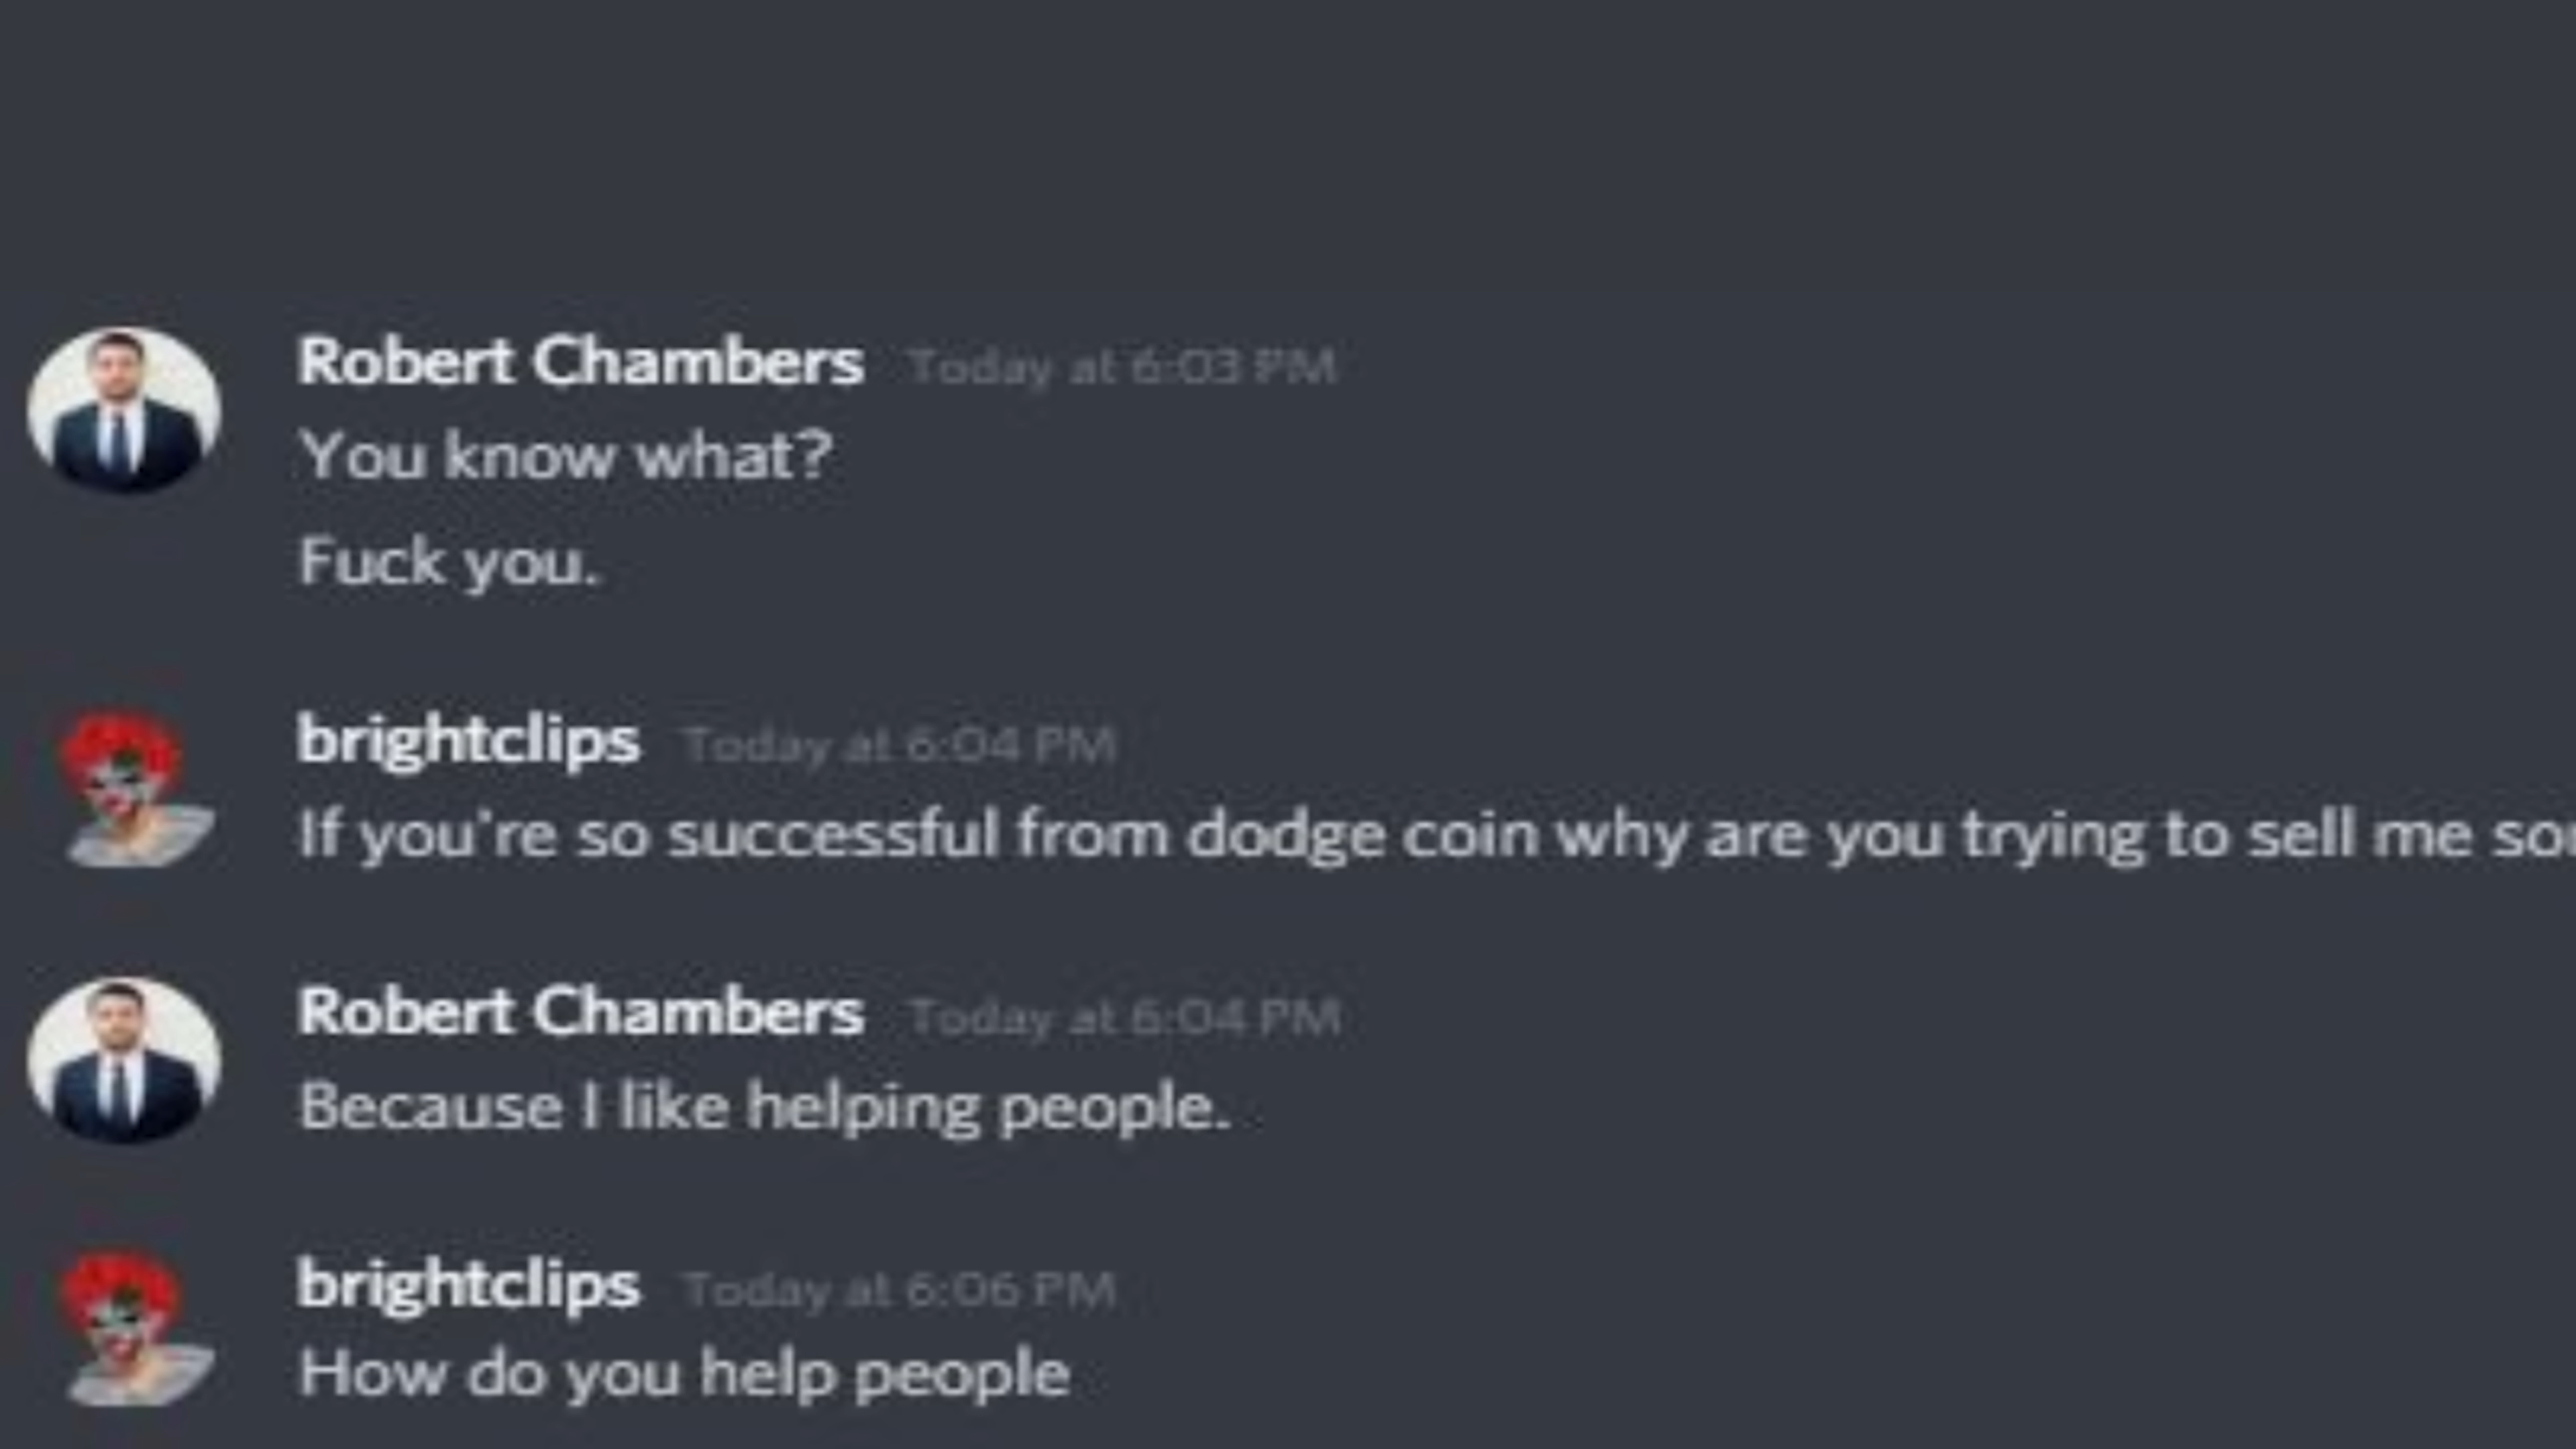 Robert Chambers Today at 6:03 PM
You know what?
Fuck you.
brightclips Today at 6:04 PM
If you're so successful from dodge coin why are you trying to sell me
Robert Chambers Today at 6:04 PM
Because I like helping people.
brightclips Today at 6:06 PM
How do you help people